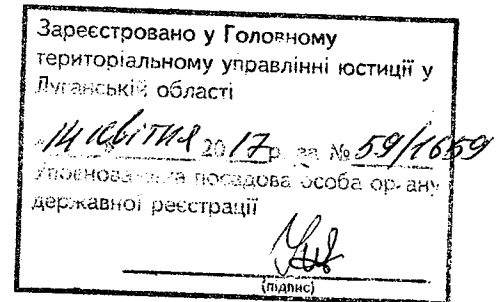 Зареєстровано у Головному
територіальному управлінні юстиції у
Луганській області
"14" квітня 2017р. за № 59/1659
Уповноважена посадова особа органу
державної реєстрації
(підпис)